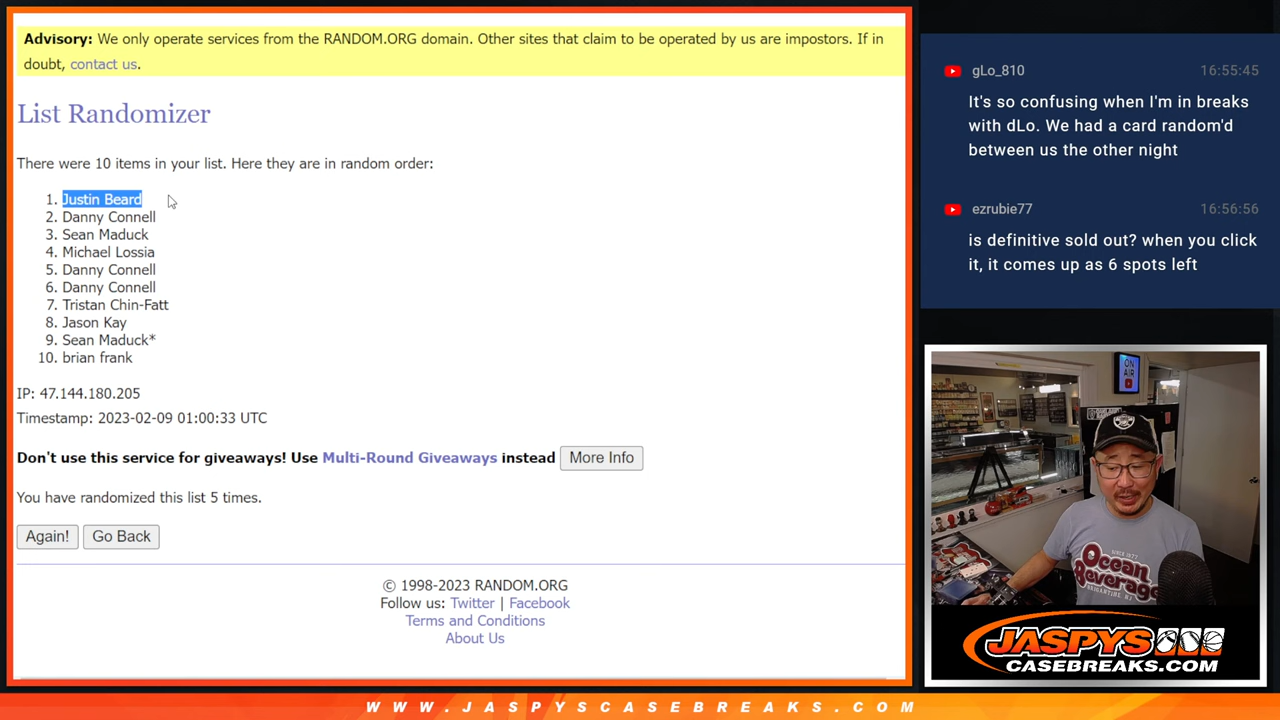 Advisory: We only operate services from the RANDOM.ORG domain. Other sites that claim to be operated by us are impostors. If in
doubt, contact us.
List Randomizer
There were 10 items in your list. Here they are in random order:
1. Justin Beard
2. Danny Connell
3. Sean Maduck
4. Michael Lossia
5. Danny Connell
6. Danny Connell
7. Tristan Chin-Fatt
8. Jason Kay
9. Sean Maduck*
10. brian frank
IP: 47.144.180.205
Timestamp: 2023-02-09 01:00:33 UTC
Don't use this service for giveaways! Use Multi-Round Giveaways instead More Info
You have randomized this list 5 times.
Again! Go Back
© 1998-2023 RANDOM.ORG
Follow us: Twitter | Facebook
Terms and Conditions
About Us
gLo_810 16:55:45
It's so confusing when I'm in breaks
with dLo. We had a card random'd
between us the other night
ezrubie77 16:56:56
is definitive sold out? when you click
it, it comes up as 6 spots left
ON
AIR
Ocean
Beverage
JASPYS
CASEBREAKS.COM
WWW.JASPYSCASEBREAKS.COM